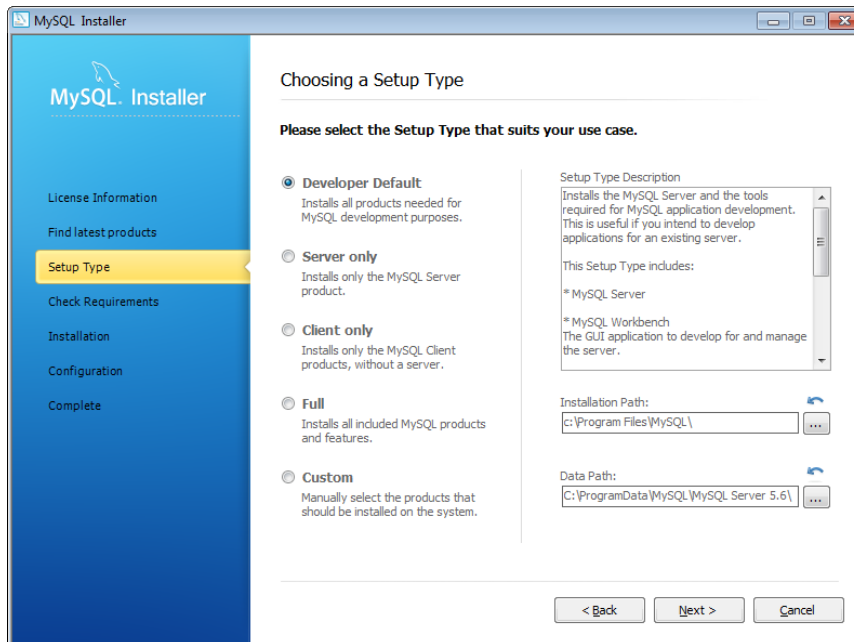 MySQL Installer
MySQL. Installer
License Information
Find latest products
Setup Type
Check Requirements
Installation
Configuration
Complete
Choosing a Setup Type
Please select the Setup Type that suits your use case.
Developer Default
Installs all products needed for
MySQL development purposes.
Server only
Installs only the MySQL Server
product.
Client only
Installs only the MySQL Client
products, without a server.
Full
Installs all included MySQL products
and features.
Custom
Manually select the products that
should be installed on the system.
Setup Type Description
Installs the MySQL Server and the tools
required for MySQL application development.
This is useful if you intend to develop
applications for an existing server.
This Setup Type includes:
* MySQL Server
* MySQL Workbench
The GUI application to develop for and manage
the server.
Installation Path:
c:\Program Files\MySQL\
...
Data Path:
C:\ProgramData\MySQL\MySQL Server 5.6\
...
< Back
Next >
Cancel